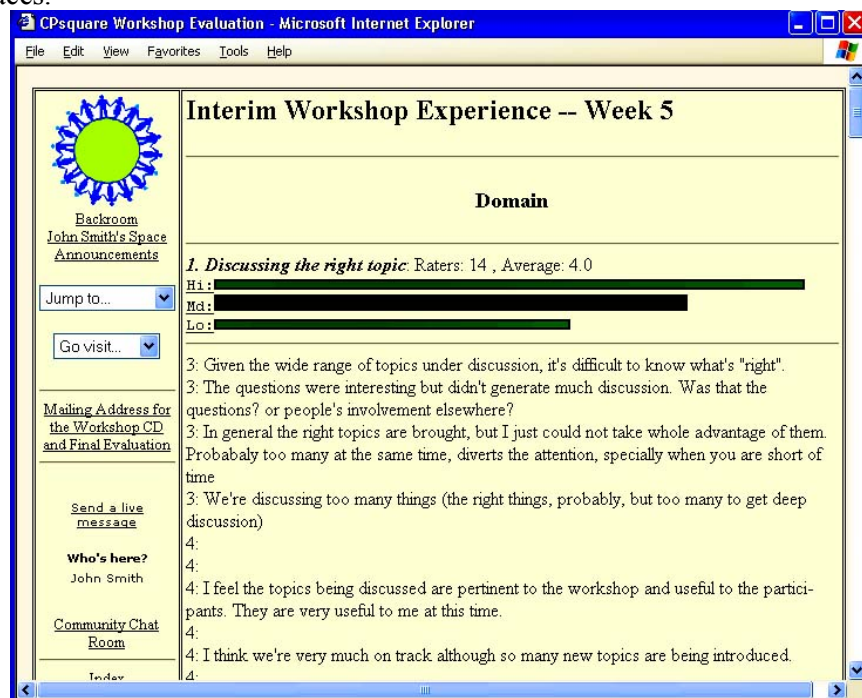 CPsquare Workshop Evaluation - Microsoft Internet Explorer
File Edit View Favorites Tools Help
Backroom
John Smith's Space
Announcements
Jump to...
Go visit...
Mailing Address for
the Workshop CD
and Final Evaluation
Send a live
message
Who's here?
John Smith
Community Chat
Room
Index
Interim Workshop Experience -- Week 5
Domain
1. Discussing the right topic: Raters: 14 , Average: 4.0
Hi:
Md:
Lo:
3: Given the wide range of topics under discussion, it's difficult to know what's "right".
3: The questions were interesting but didn't generate much discussion. Was that the
questions? or people's involvement elsewhere?
3: In general the right topics are brought, but I just could not take whole advantage of them.
Probabaly too many at the same time, diverts the attention, specially when you are short of
time
3: We're discussing too many things (the right things, probably, but too many to get deep
discussion)
4:
4:
4: I feel the topics being discussed are pertinent to the workshop and useful to the partici-
pants. They are very useful to me at this time.
4:
4: I think we're very much on track although so many new topics are being introduced.
4: